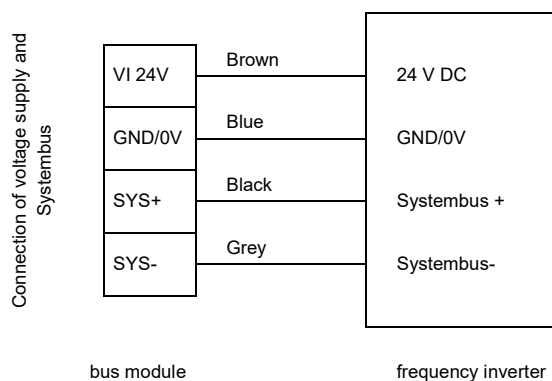 Connection of voltage supply and
Systembus
VI 24V
Brown
24 V DC
GND/0V
Blue
GND/0V
SYS+
Black
Systembus +
SYS-
Grey
Systembus-
bus module
frequency inverter